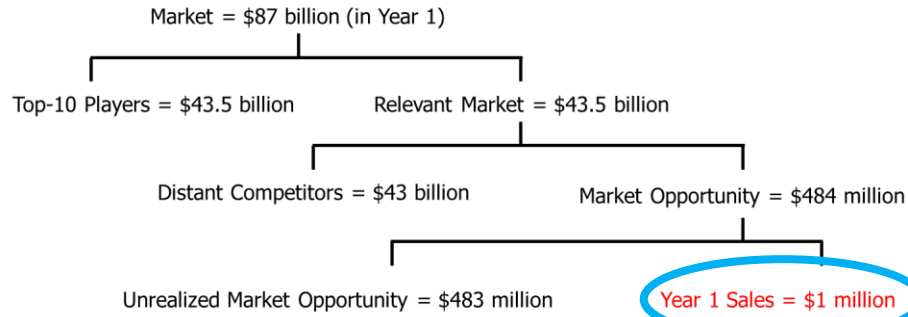 Market = $87 billion (in Year 1)
Top-10 Players = $43.5 billion
Relevant Market = $43.5 billion
Distant Competitors = $43 billion
Market Opportunity = $484 million
Unrealized Market Opportunity = $483 million
Year 1 Sales = $1 million